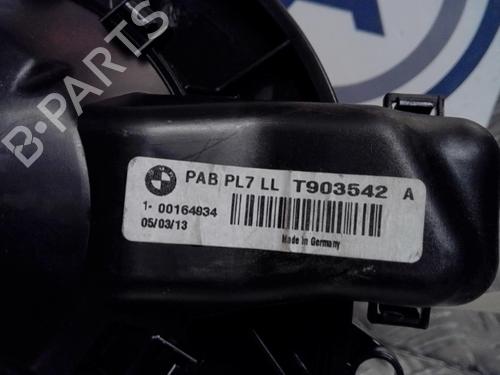 B-PARTS
PAB PL7 LL T903542 A
1- 00164934
05/03/13
Made in Germany